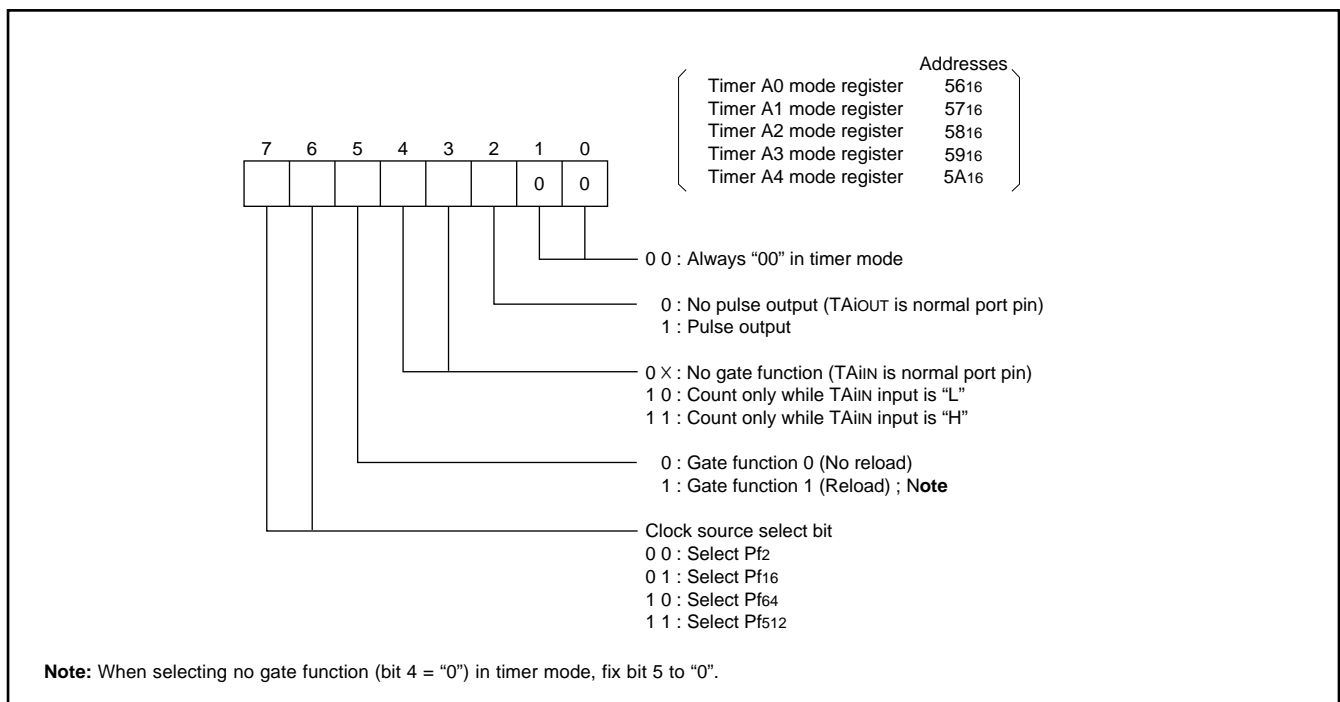 Addresses
Timer A0 mode register 5616
Timer A1 mode register 5716
Timer A2 mode register 5816
Timer A3 mode register 5916
Timer A4 mode register 5A16
7 6 5 4 3 2 1 0
0 0
0 0 : Always “00” in timer mode
0 : No pulse output (TAiOUT is normal port pin)
1 : Pulse output
0 × : No gate function (TAiIN is normal port pin)
1 0 : Count only while TAiIN input is “L”
1 1 : Count only while TAiIN input is “H”
0 : Gate function 0 (No reload)
1 : Gate function 1 (Reload) ; Note
Clock source select bit
0 0 : Select Pf2
0 1 : Select Pf16
1 0 : Select Pf64
1 1 : Select Pf512
Note: When selecting no gate function (bit 4 = “0”) in timer mode, fix bit 5 to “0”.